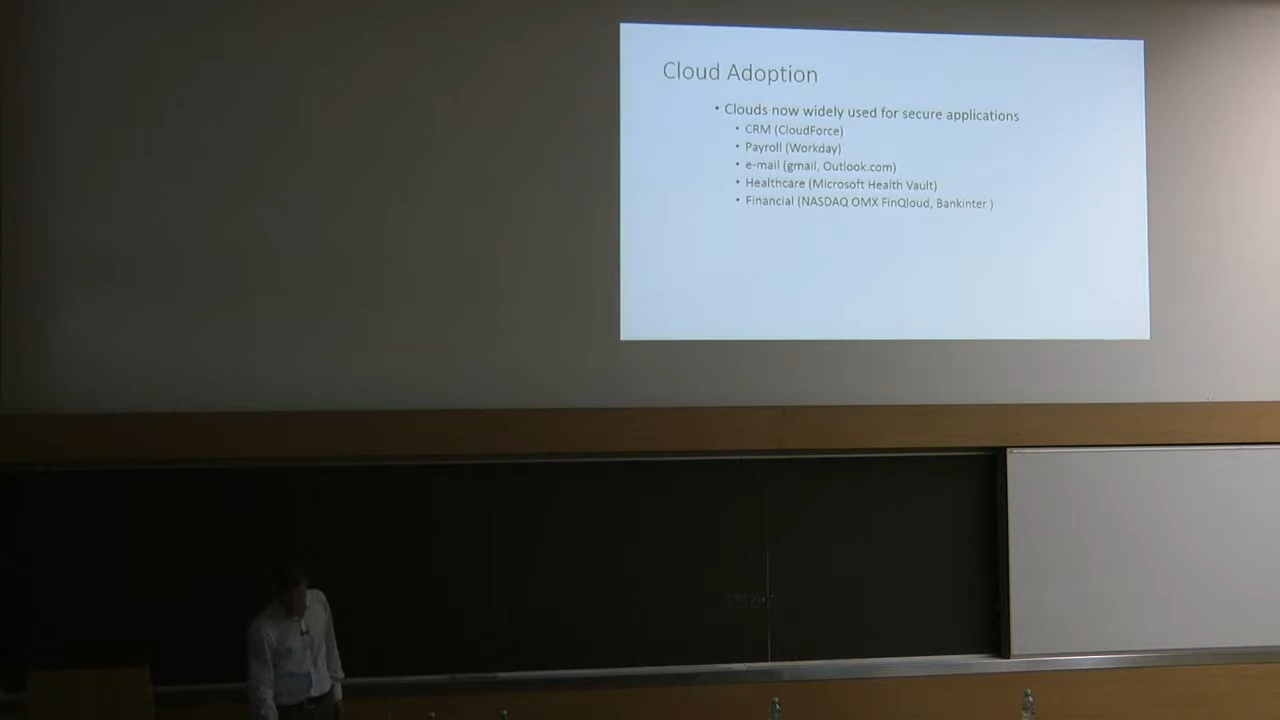 Cloud Adoption
• Clouds now widely used for secure applications
• CRM (CloudForce)
• Payroll (Workday)
• e-mail (gmail, Outlook.com)
• Healthcare (Microsoft Health Vault)
• Financial (NASDAQ OMX FinQloud, Bankinter )